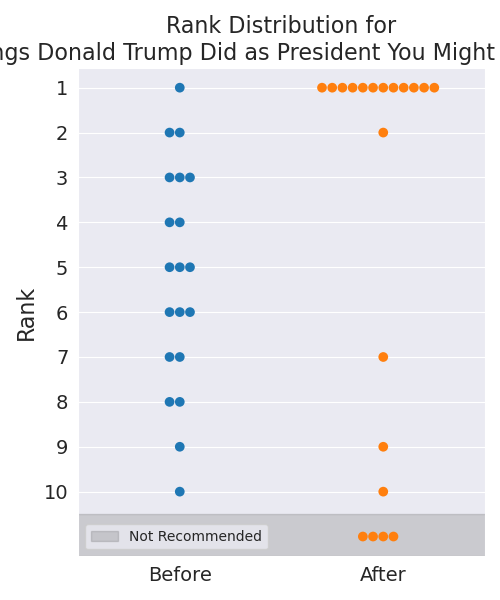 Rank Distribution for
ngs Donald Trump Did as President You Might
1
2
3
4
5
6
7
8
9
10
Rank
Not Recommended
Before After